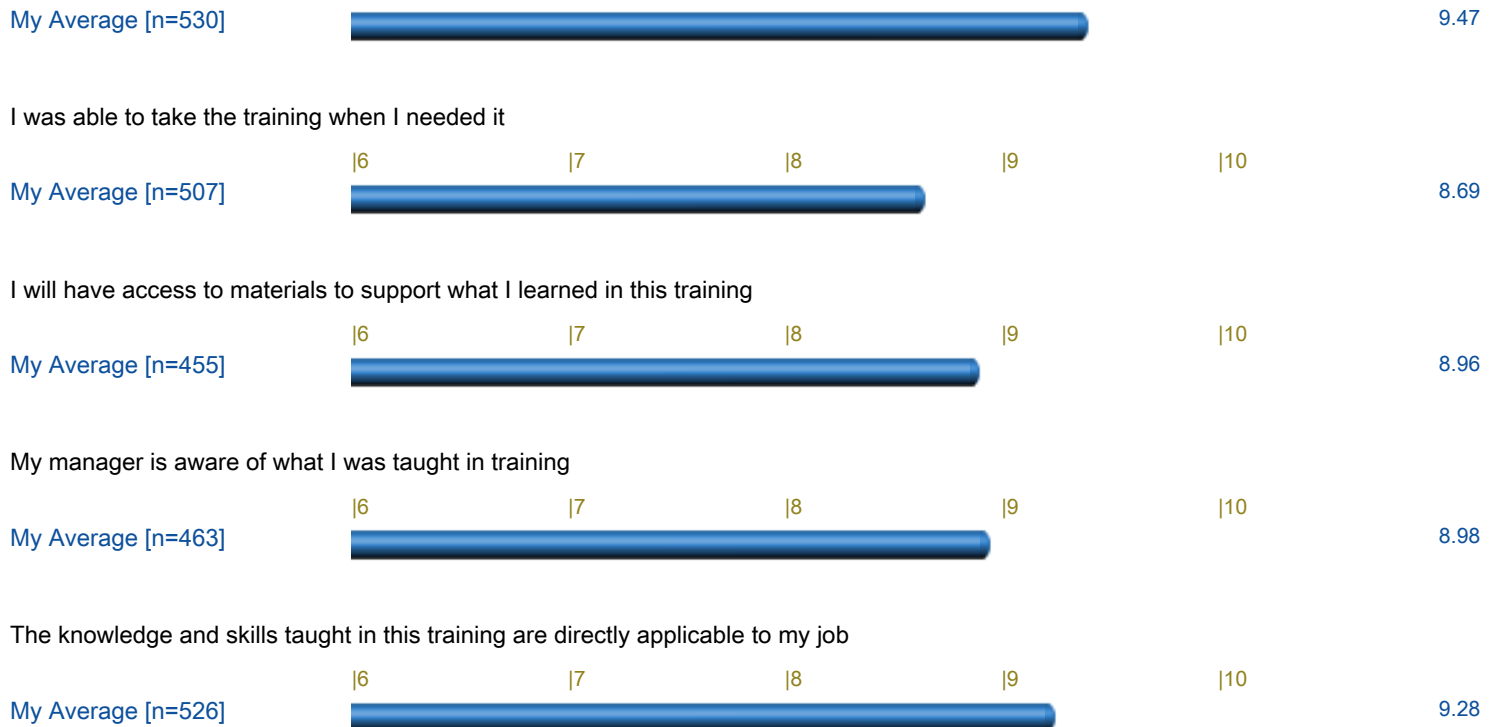 My Average [n=530] 9.47
I was able to take the training when I needed it
|6 |7 |8 |9 |10
My Average [n=507] 8.69
I will have access to materials to support what I learned in this training
|6 |7 |8 |9 |10
My Average [n=455] 8.96
My manager is aware of what I was taught in training
|6 |7 |8 |9 |10
My Average [n=463] 8.98
The knowledge and skills taught in this training are directly applicable to my job
|6 |7 |8 |9 |10
My Average [n=526] 9.28